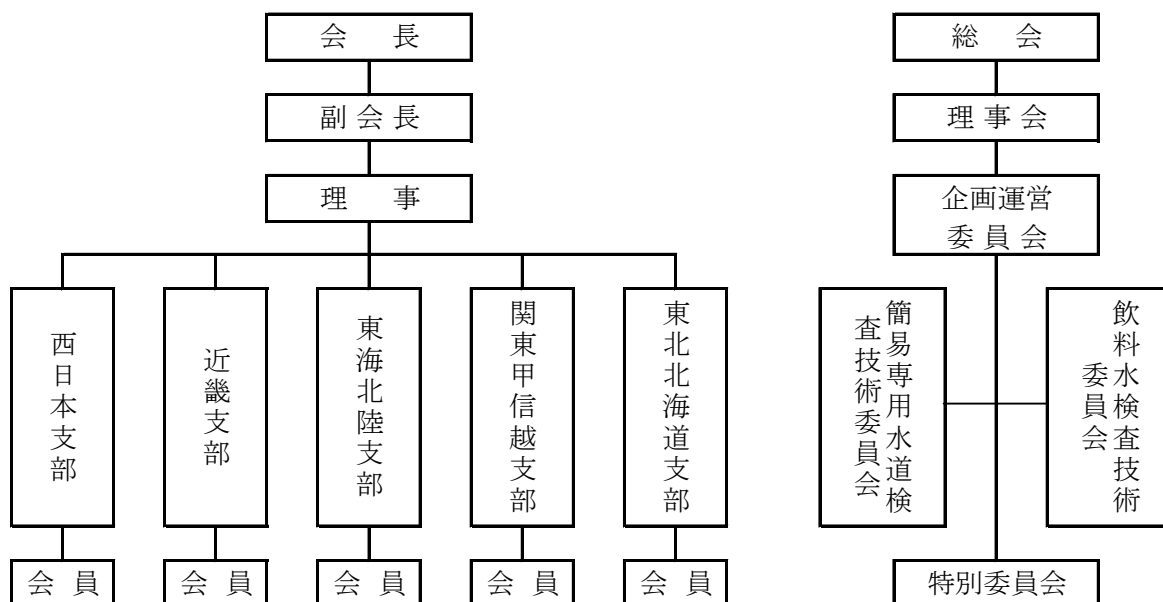 会長
副会長
理事
西日本支部
近畿支部
東海北陸支部
関東甲信越支部
東北北海道支部
会員
会員
会員
会員
会員
総会
理事会
企画運営
委員会
簡易専用水道検
査技術委員会
飲料水検査技術
委員会
特別委員会